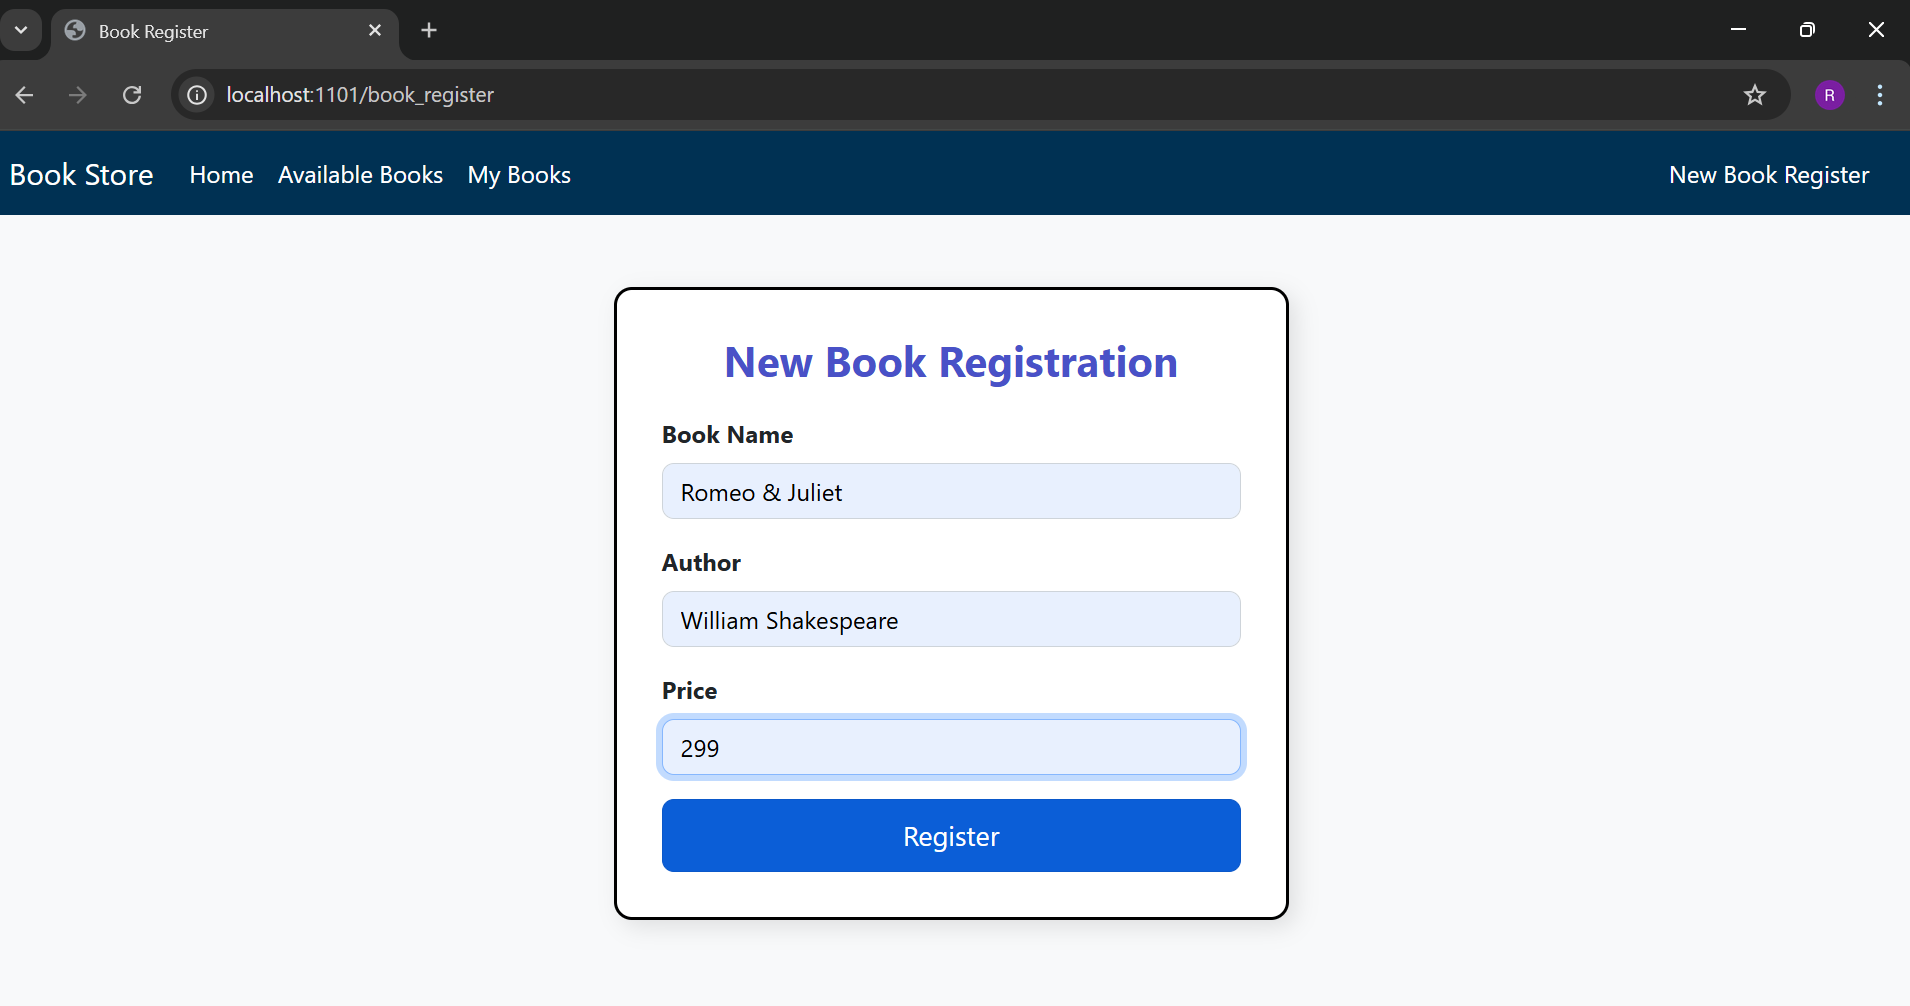 Book Register
localhost:1101/book_register
R
Book Store Home Available Books My Books New Book Register
New Book Registration
Book Name
Romeo & Juliet
Author
William Shakespeare
Price
299
Register